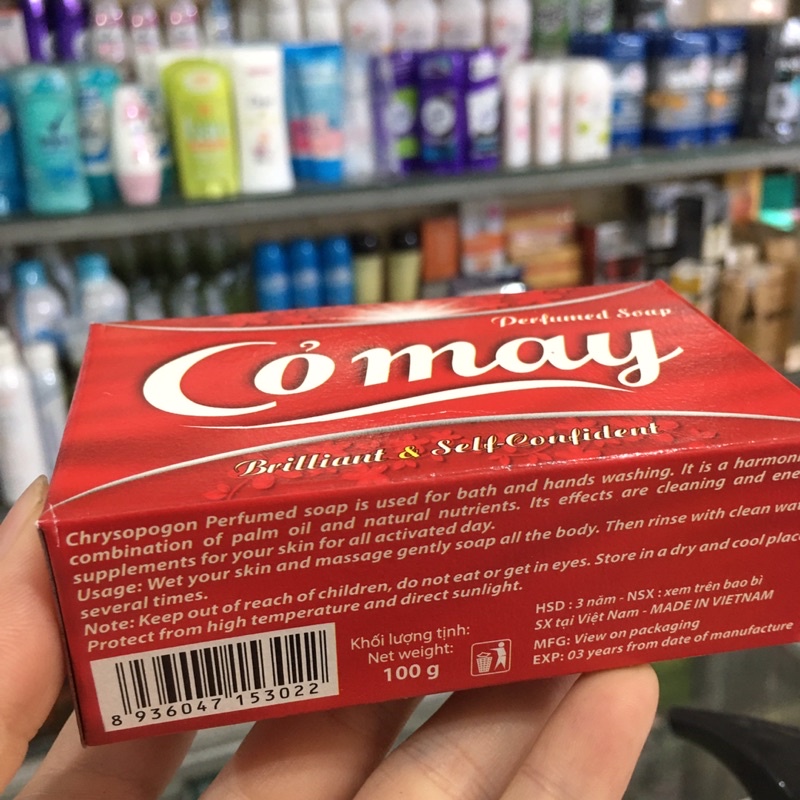 Perfumed Soap
Cỏ may
Brilliant & Self-Confident
Chrysopogon Perfumed soap is used for bath and hands washing. It is a
combination of palm oil and natural nutrients. Its effects are cleaning and
supplements for your skin for all activated day.
Usage: Wet your skin and massage gently soap all the body. Then rinse with clean
several times.
Note: Keep out of reach of children, do not eat or get in eyes. Store in a dry and cool place
Protect from high temperature and direct sunlight.
8 936047 153022
Khối lượng tịnh:
Net weight:
100 g
HSD : 3 năm - NSX : xem trên bao bì
SX tại Việt Nam - MADE IN VIETNAM
MFG: View on packaging
EXP: 03 years from date of manufacture